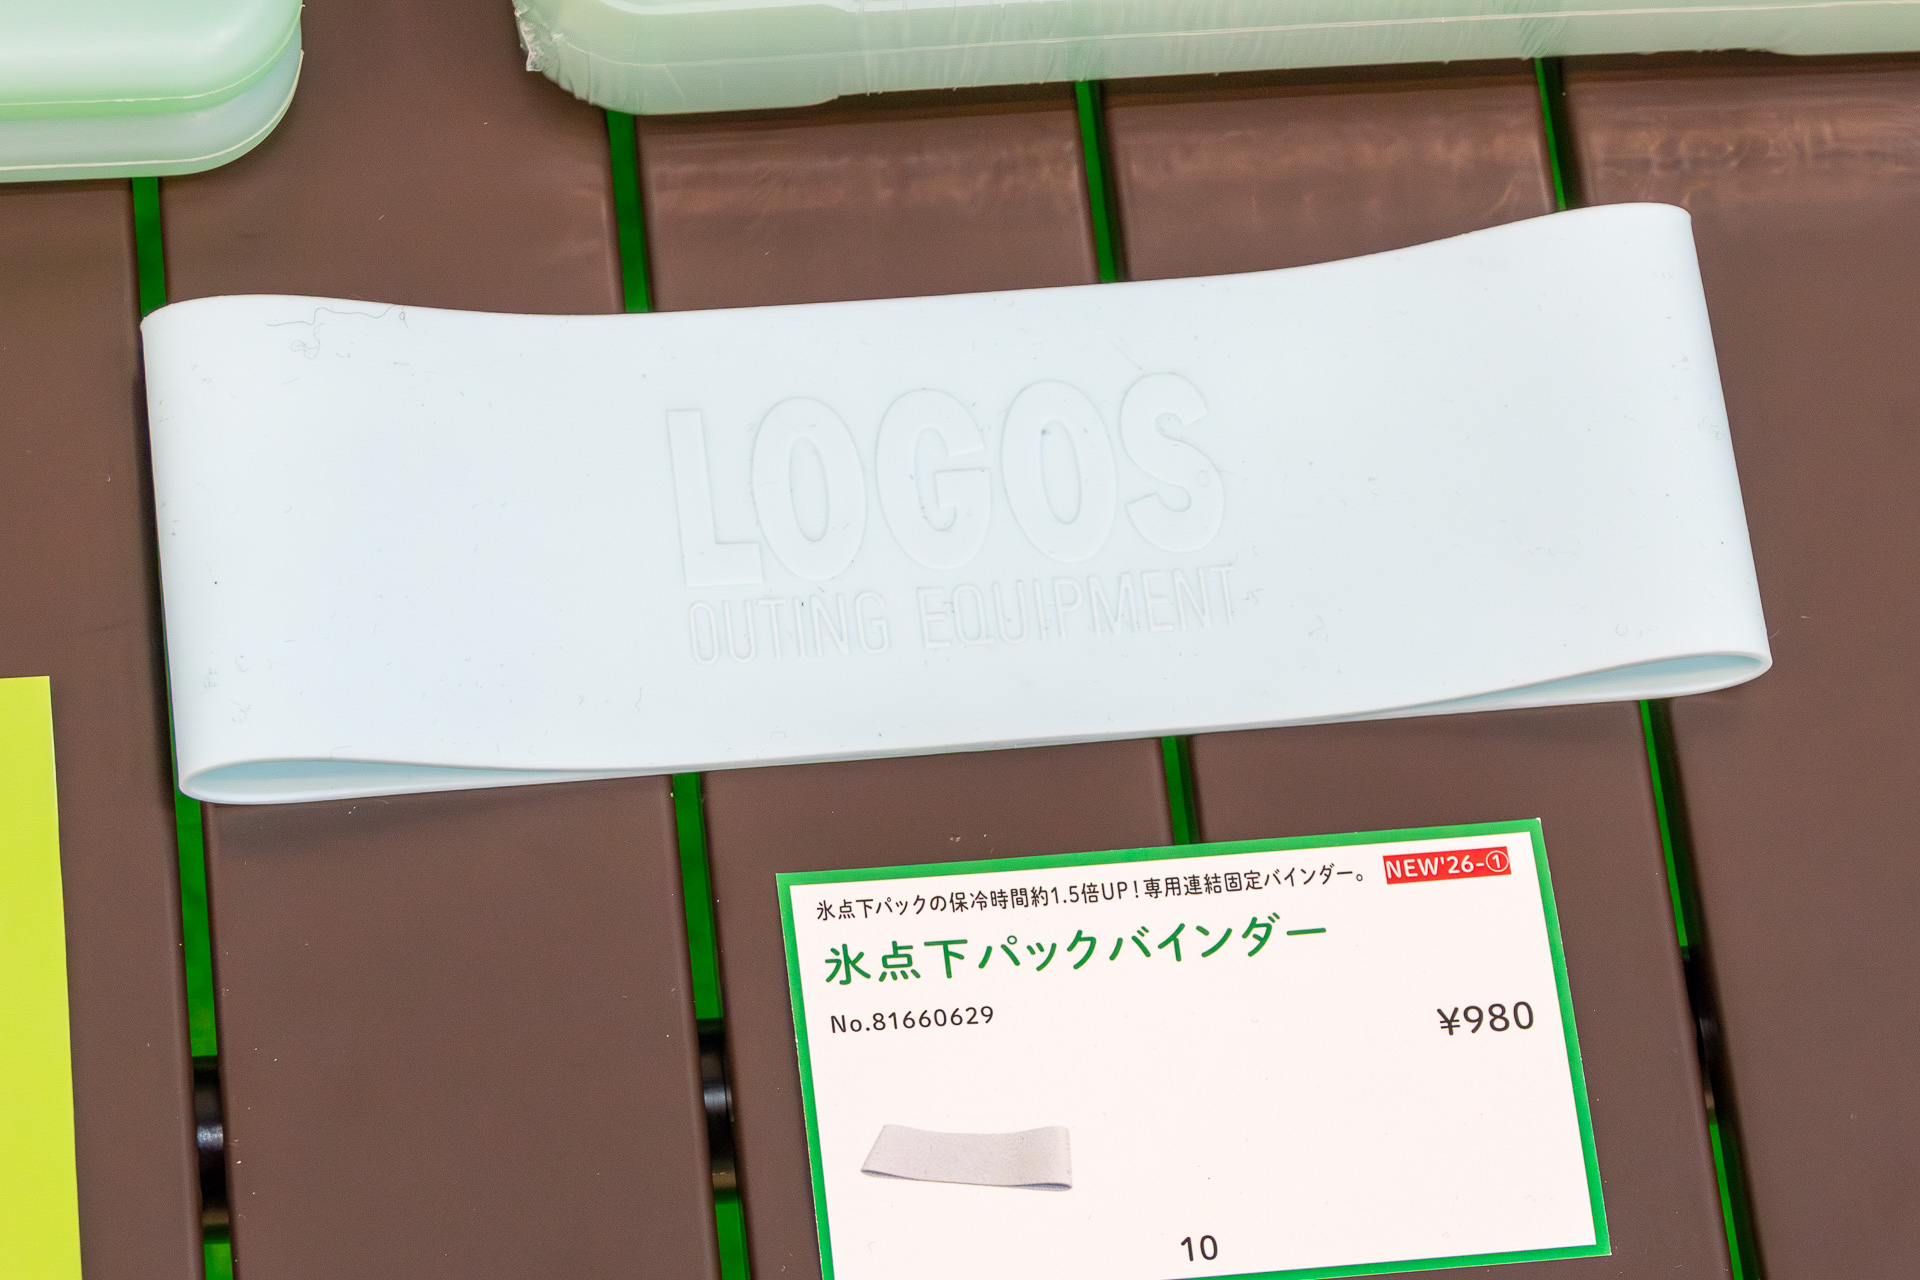 LOGOS
OUTING EQUIPMENT
氷点下パックの保冷時間約1.5倍UP!専用連結固定バインダー。 NEW'26-①
氷点下パックバインダー
No.81660629
¥980
10